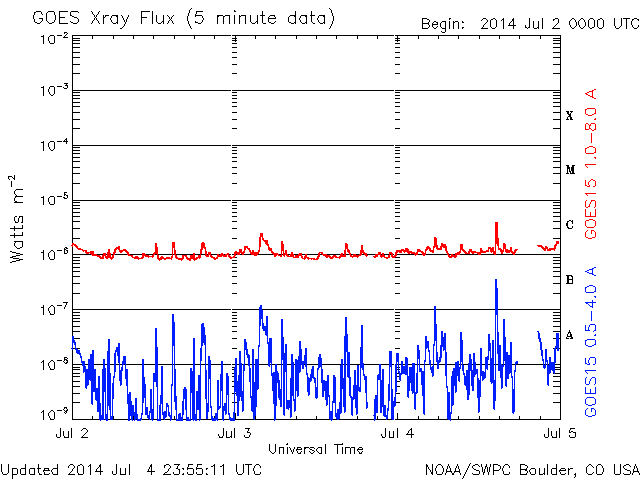 GOES Xray Flux (5 minute data)
Begin: 2014 Jul 2 0000 UTC
10⁻²
10⁻³
10⁻⁴
10⁻⁵
10⁻⁶
10⁻⁷
10⁻⁸
10⁻⁹
Watts m⁻²
X
M
C
B
A
GOES15 1.0-8.0 A
GOES15 0.5-4.0 A
Jul 2
Jul 3
Jul 4
Jul 5
Universal Time
Updated 2014 Jul 4 23:55:11 UTC
NOAA/SWPC Boulder, CO USA